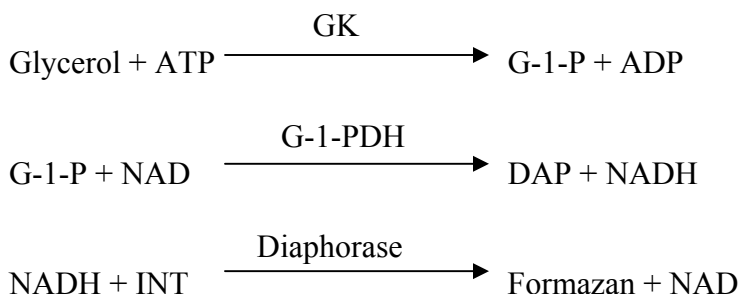 GK
Glycerol + ATP G-1-P + ADP
G-1-PDH
G-1-P + NAD DAP + NADH
Diaphorase
NADH + INT Formazan + NAD